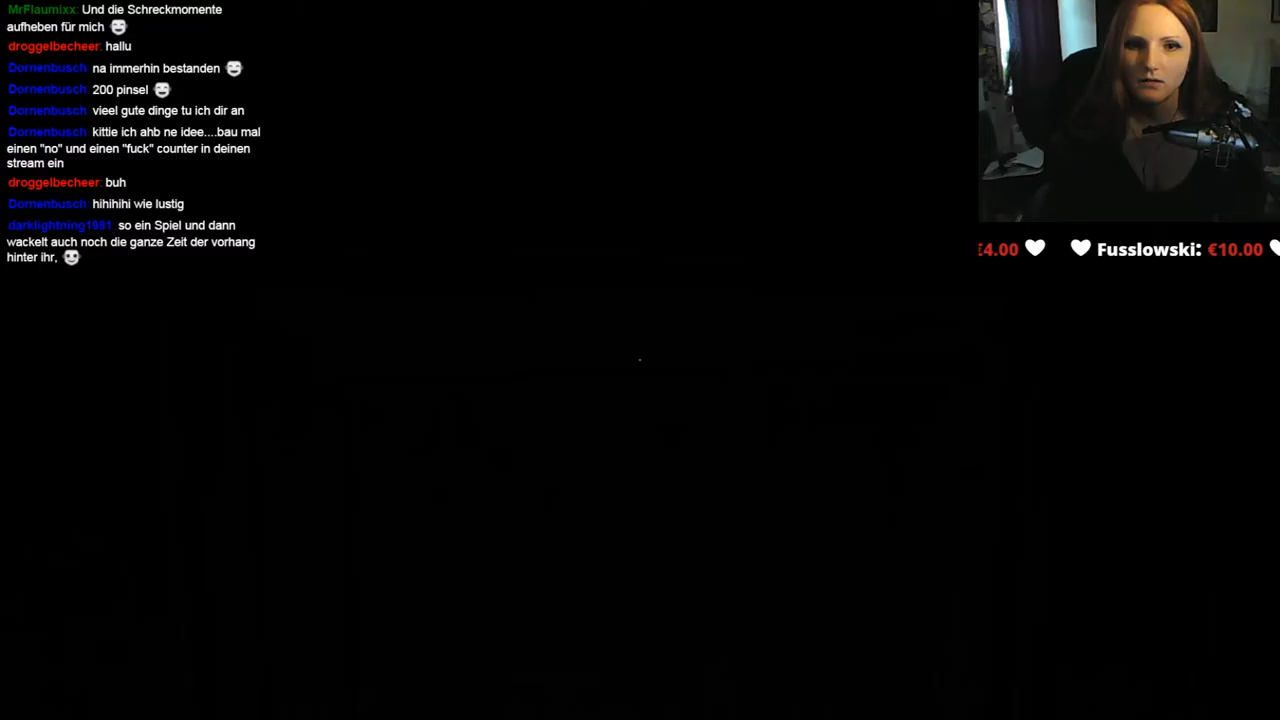 MrFlaumixx: Und die Schreckmomente
aufheben für mich
droggelbecheer: hallu
Dornenbusch: na immerhin bestanden
Dornenbusch: 200 pinsel
Dornenbusch: vieel gute dinge tu ich dir an
Dornenbusch: kittie ich ahb ne idee....bau mal
einen "no" und einen "fuck" counter in deinen
stream ein
droggelbecheer: buh
Dornenbusch: hihihihi wie lustig
darklightning1981: so ein Spiel und dann
wackelt auch noch die ganze Zeit der vorhang
hinter ihr,
€4.00 Fusslowski: €10.00